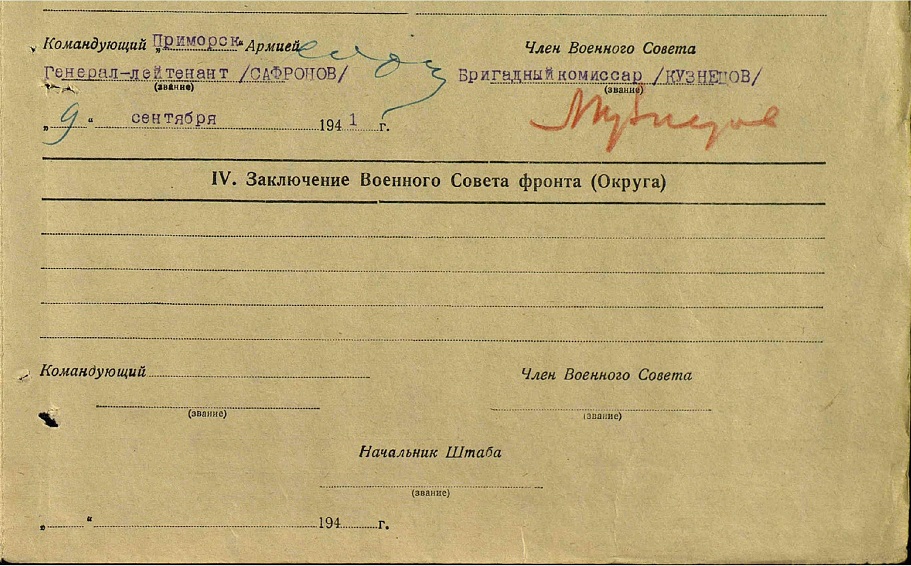 Командующий Приморск. Армией
Член Военного Совета
Генерал-лейтенант /САФРОНОВ/
Бригадный комиссар /КУЗНЕЦОВ/
(звание)
(звание)
„ 9 “ сентября 1941 г.
IV. Заключение Военного Совета фронта (Округа)
Командующий
Член Военного Совета
(звание)
(звание)
Начальник Штаба
(звание)
„ “ 194 г.